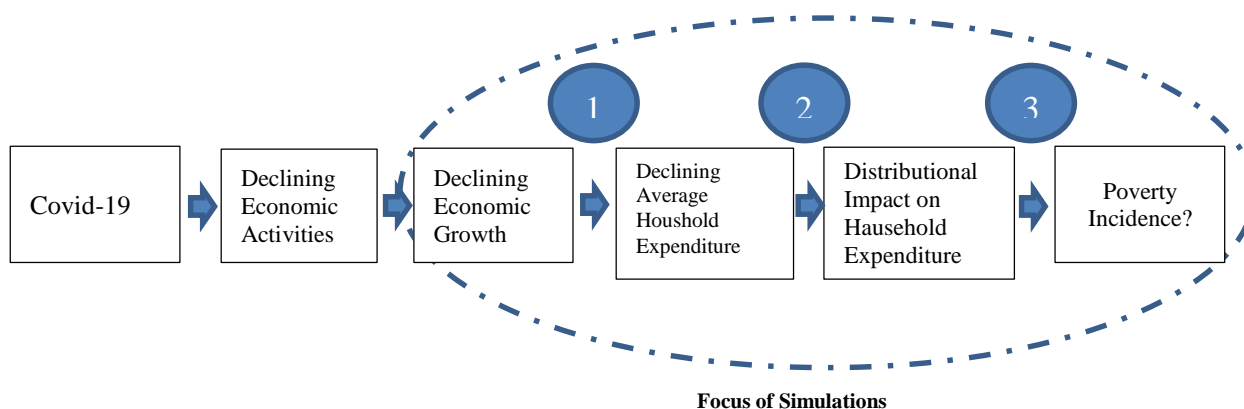 1
2
3
Covid-19
Declining
Economic
Activities
Declining
Economic
Growth
Declining
Average
Houshold
Expenditure
Distributional
Impact on
Hausehold
Expenditure
Poverty
Incidence?
Focus of Simulations